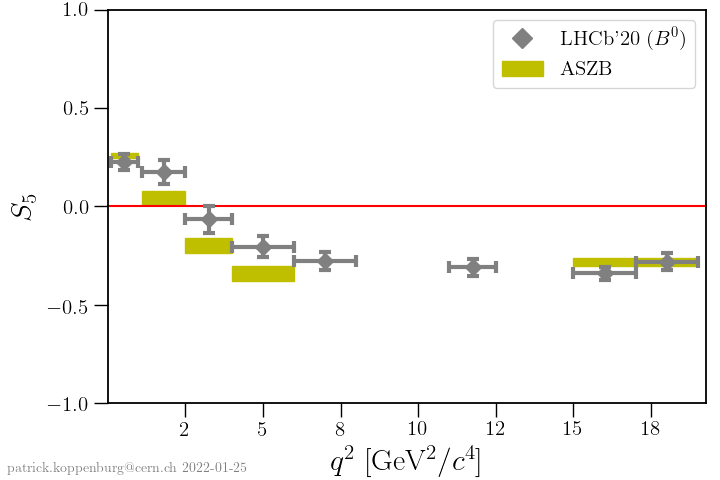 1.0
0.5
0.0
−0.5
−1.0
S5
LHCb'20 (B⁰)
ASZB
2 5 8 10 12 15 18
q² [GeV²/c⁴]
patrick.koppenburg@cern.ch 2022-01-25